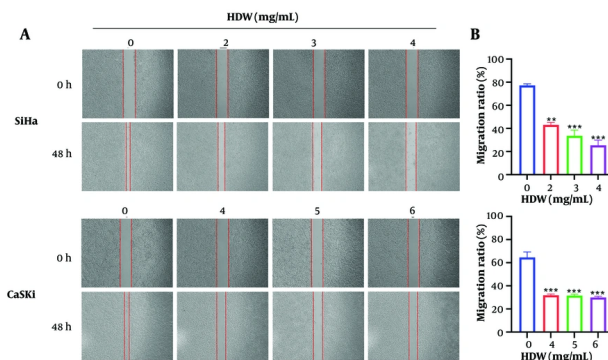 HDW (mg/mL)
A
B
0 2 3 4
0 h
SiHa
48 h
0 4 5 6
0 h
CaSKi
48 h
Migration ratio (%)
100
80
60
40
20
0
** *** ***
0 2 3 4
HDW (mg/mL)
Migration ratio (%)
100
80
60
40
20
0
*** *** ***
0 4 5 6
HDW (mg/mL)